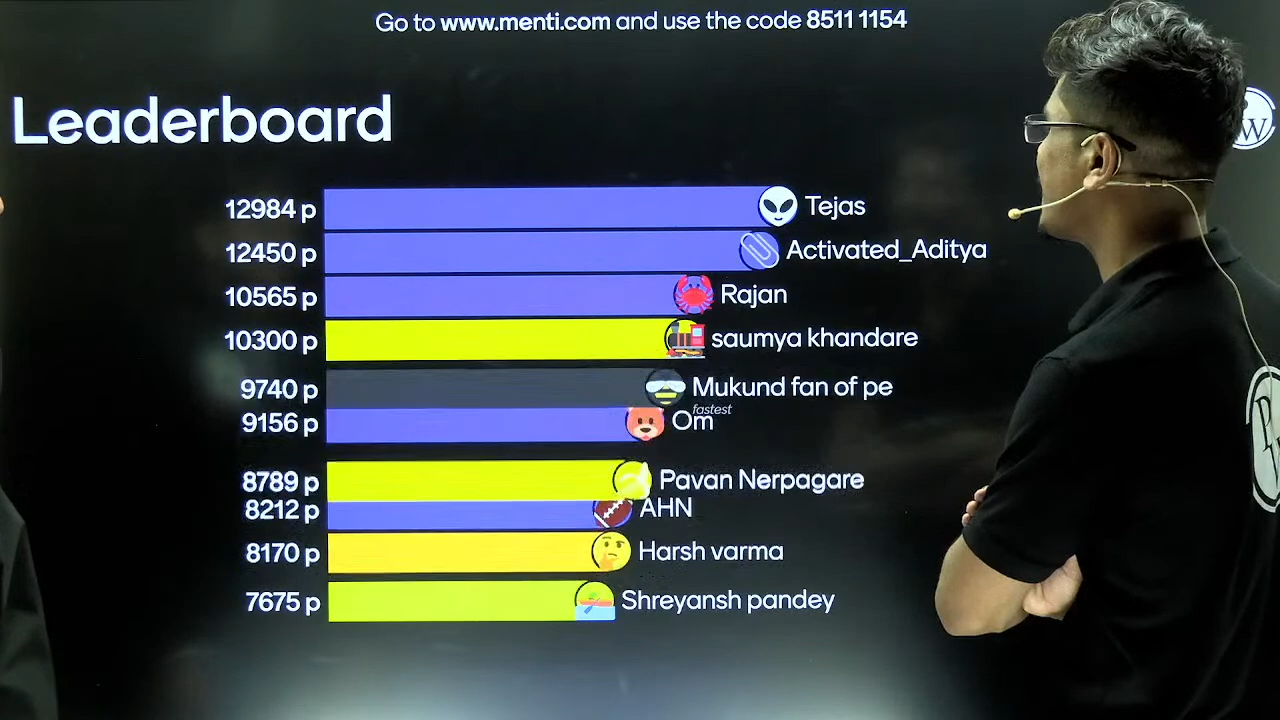 Go to www.menti.com and use the code 8511 1154
Leaderboard
12984 p Tejas
12450 p Activated_Aditya
10565 p Rajan
10300 p saumya khandare
9740 p Mukund fan of pe
fastest
9156 p Om
8789 p Pavan Nerpagare
8212 p AHN
8170 p Harsh varma
7675 p Shreyansh pandey
W
P